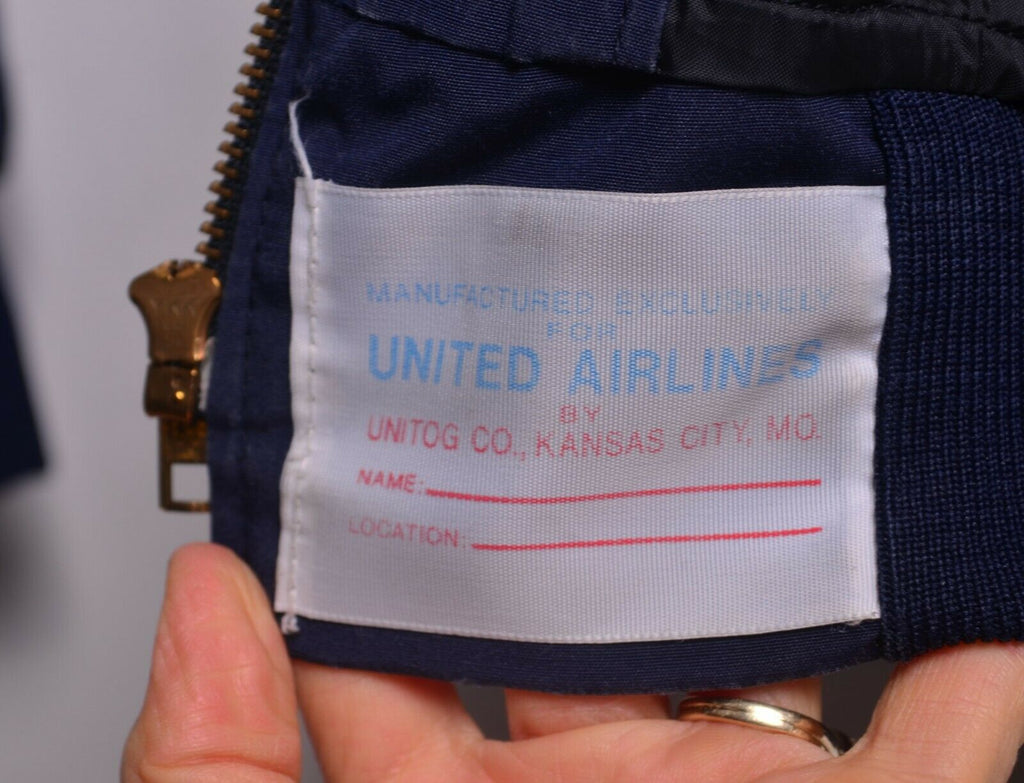 MANUFACTURED EXCLUSIVELY
FOR
UNITED AIRLINES
BY
UNITOG CO., KANSAS CITY, MO.
NAME:
LOCATION: